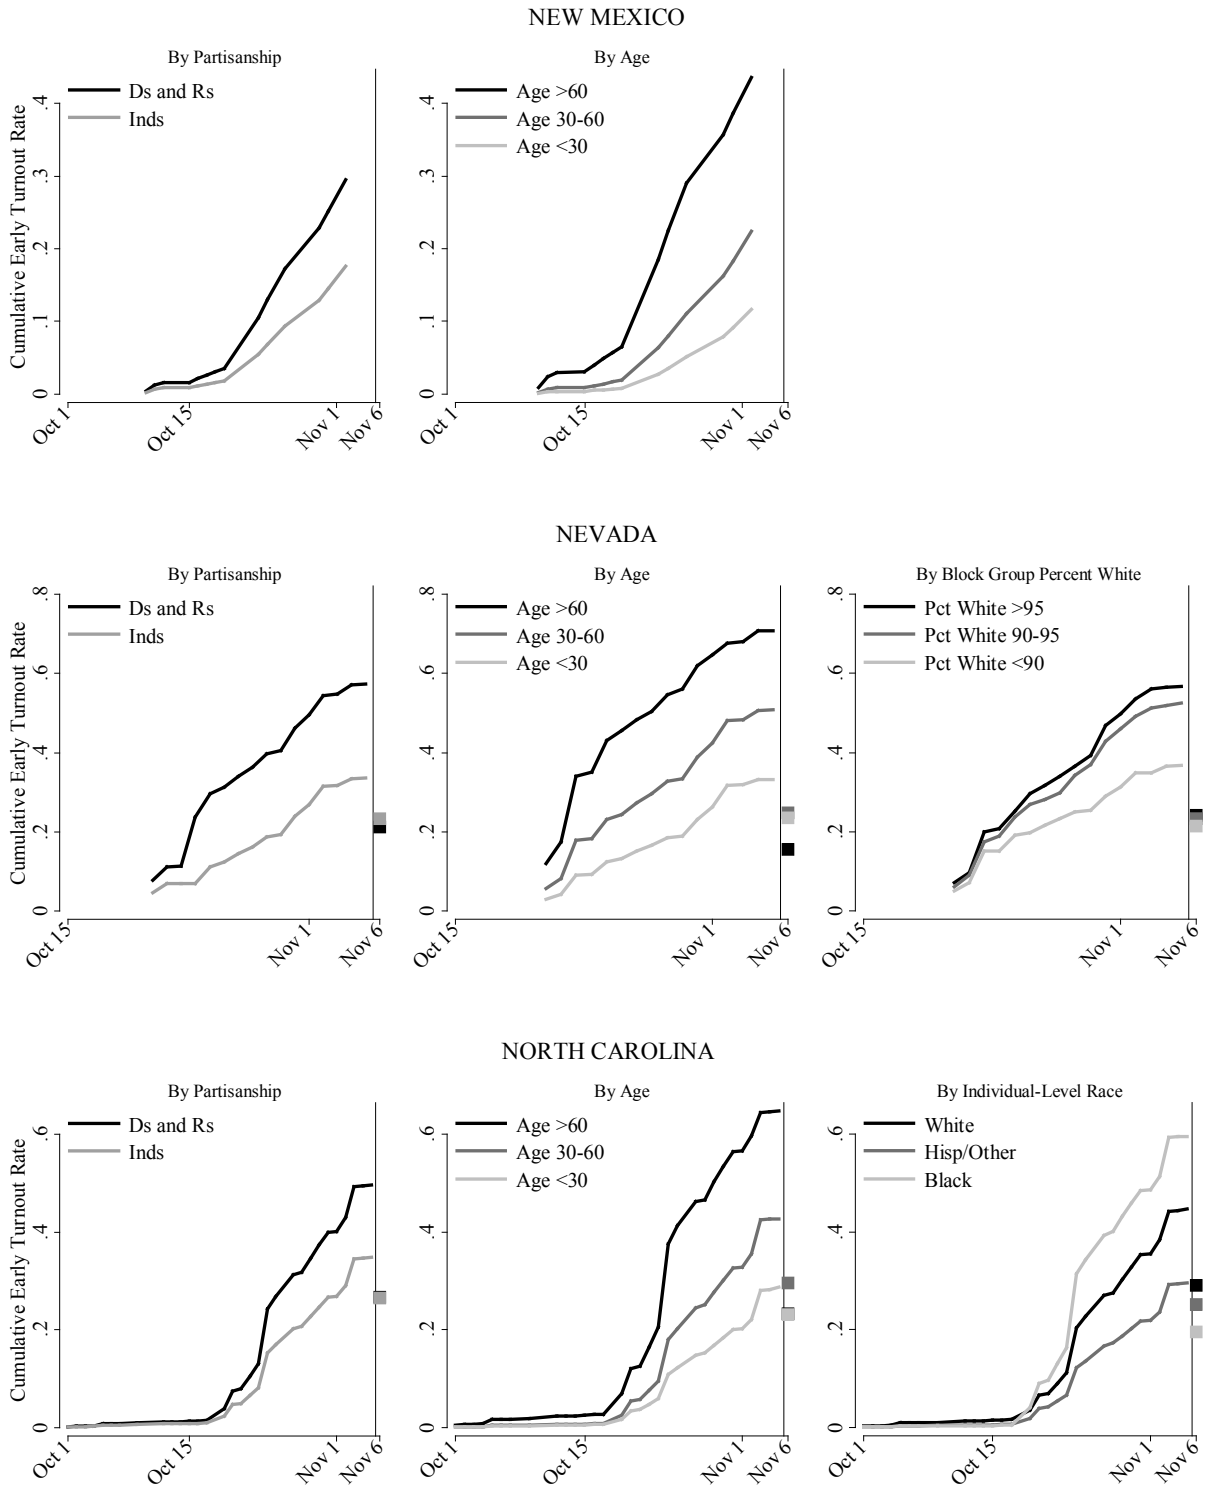 NEW MEXICO
By Partisanship
Ds and Rs
Inds
Cumulative Early Turnout Rate
0 .1 .2 .3 .4
Oct 1 Oct 15 Nov 1 Nov 6
By Age
Age >60
Age 30-60
Age <30
0 .1 .2 .3 .4
Oct 1 Oct 15 Nov 1 Nov 6
NEVADA
By Partisanship
Ds and Rs
Inds
Cumulative Early Turnout Rate
0 .2 .4 .6 .8
Oct 15 Nov 1 Nov 6
By Age
Age >60
Age 30-60
Age <30
0 .2 .4 .6 .8
Oct 15 Nov 1 Nov 6
By Block Group Percent White
Pct White >95
Pct White 90-95
Pct White <90
0 .2 .4 .6 .8
Oct 15 Nov 1 Nov 6
NORTH CAROLINA
By Partisanship
Ds and Rs
Inds
Cumulative Early Turnout Rate
0 .2 .4 .6
Oct 1 Oct 15 Nov 1 Nov 6
By Age
Age >60
Age 30-60
Age <30
0 .2 .4 .6
Oct 1 Oct 15 Nov 1 Nov 6
By Individual-Level Race
White
Hisp/Other
Black
0 .2 .4 .6
Oct 1 Oct 15 Nov 1 Nov 6